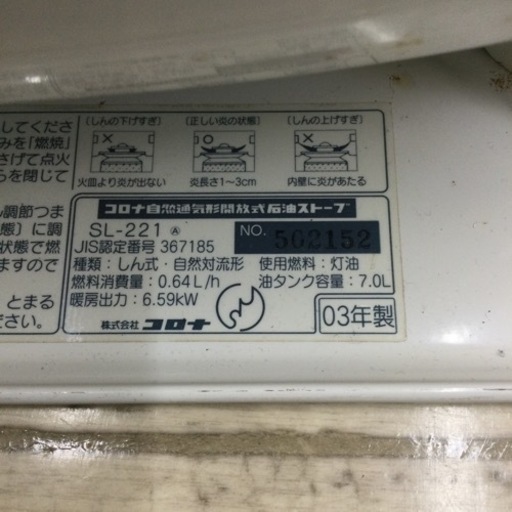 してくださ
みを「燃焼」
さげて点火
らを閉じて
ん調節つま
態〕に調
状態で燃
ますので
とまる
ださい。
〔しんの下げすぎ〕
火皿より炎が出ない
〔正しい炎の状態〕
炎長さ1〜3cm
〔しんの上げすぎ〕
内壁に炎があたる
コロナ自然通気形開放式石油ストーブ
SL-221 Ⓐ
NO. 502152
JIS認定番号 367185
種類:しん式・自然対流形 使用燃料:灯油
燃料消費量:0.64L/h 油タンク容量:7.0L
暖房出力:6.59kW
株式会社 コロナ
03年製